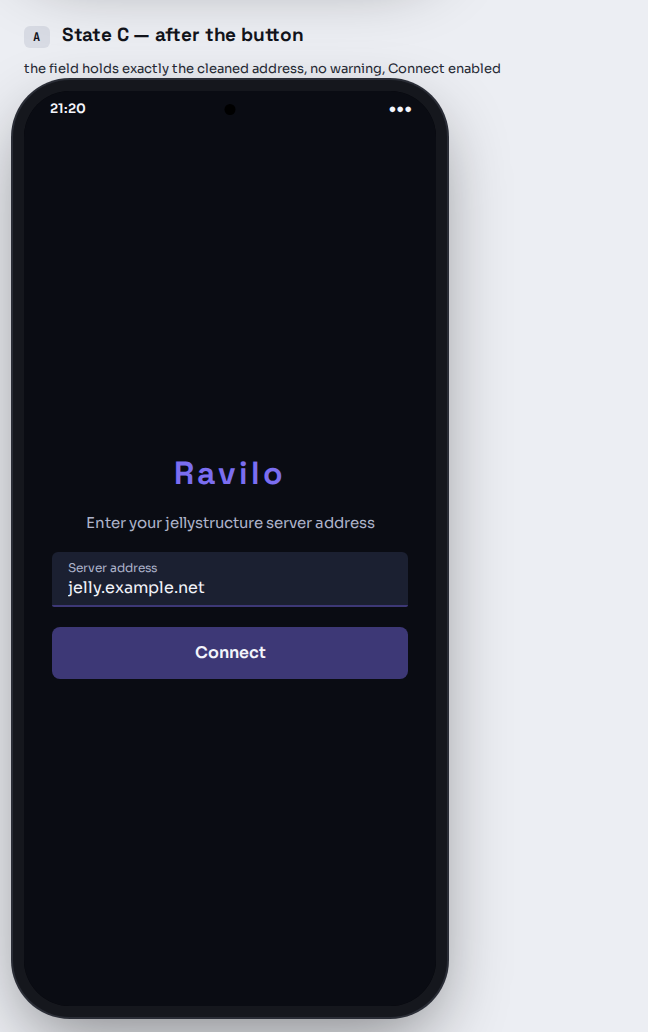 A State C — after the button
the field holds exactly the cleaned address, no warning, Connect enabled
21:20
Ravilo
Enter your jellystructure server address
Server address
jelly.example.net
Connect